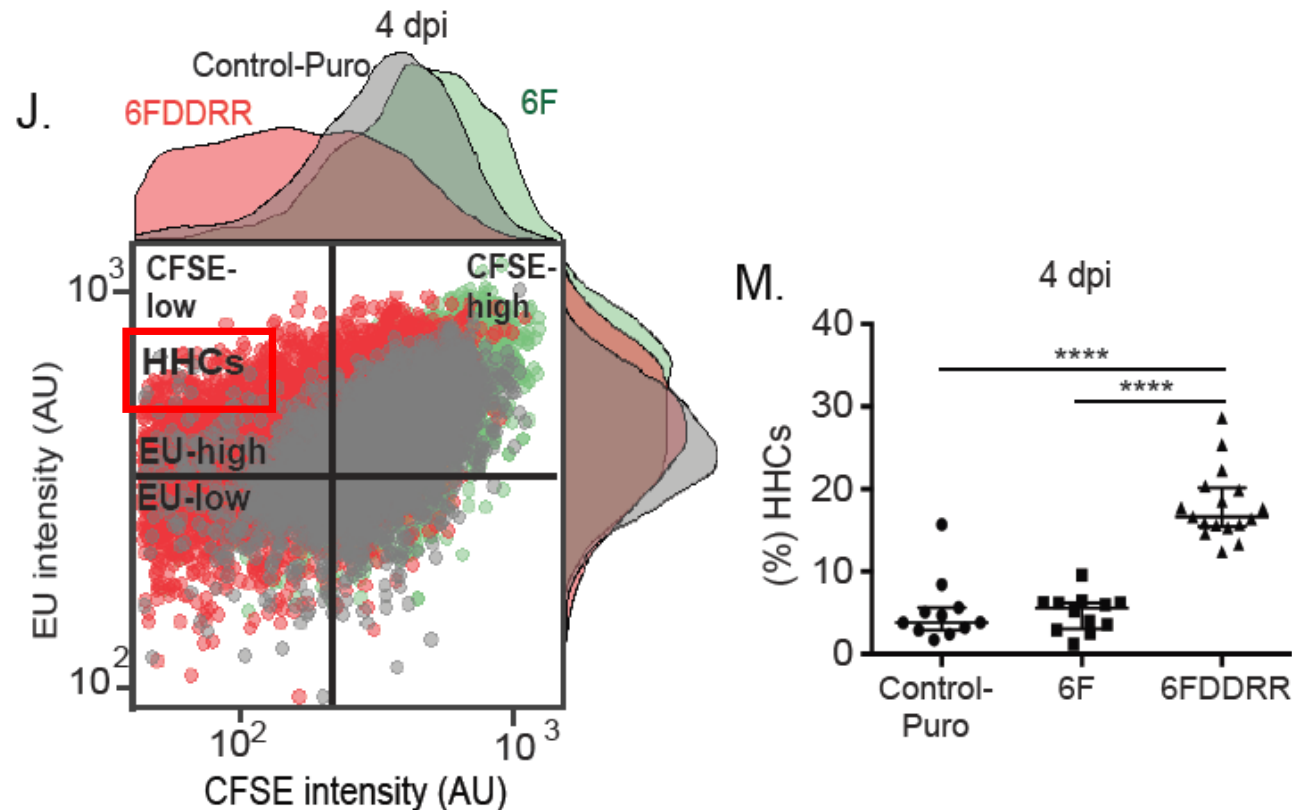 J.
4 dpi
Control-Puro
6FDDRR
6F
CFSE-
low
CFSE-
high
HHCs
EU-high
EU-low
10³
10²
EU intensity (AU)
10²
10³
CFSE intensity (AU)
M.
4 dpi
****
****
40
30
20
10
0
(%) HHCs
Control-
Puro
6F
6FDDRR